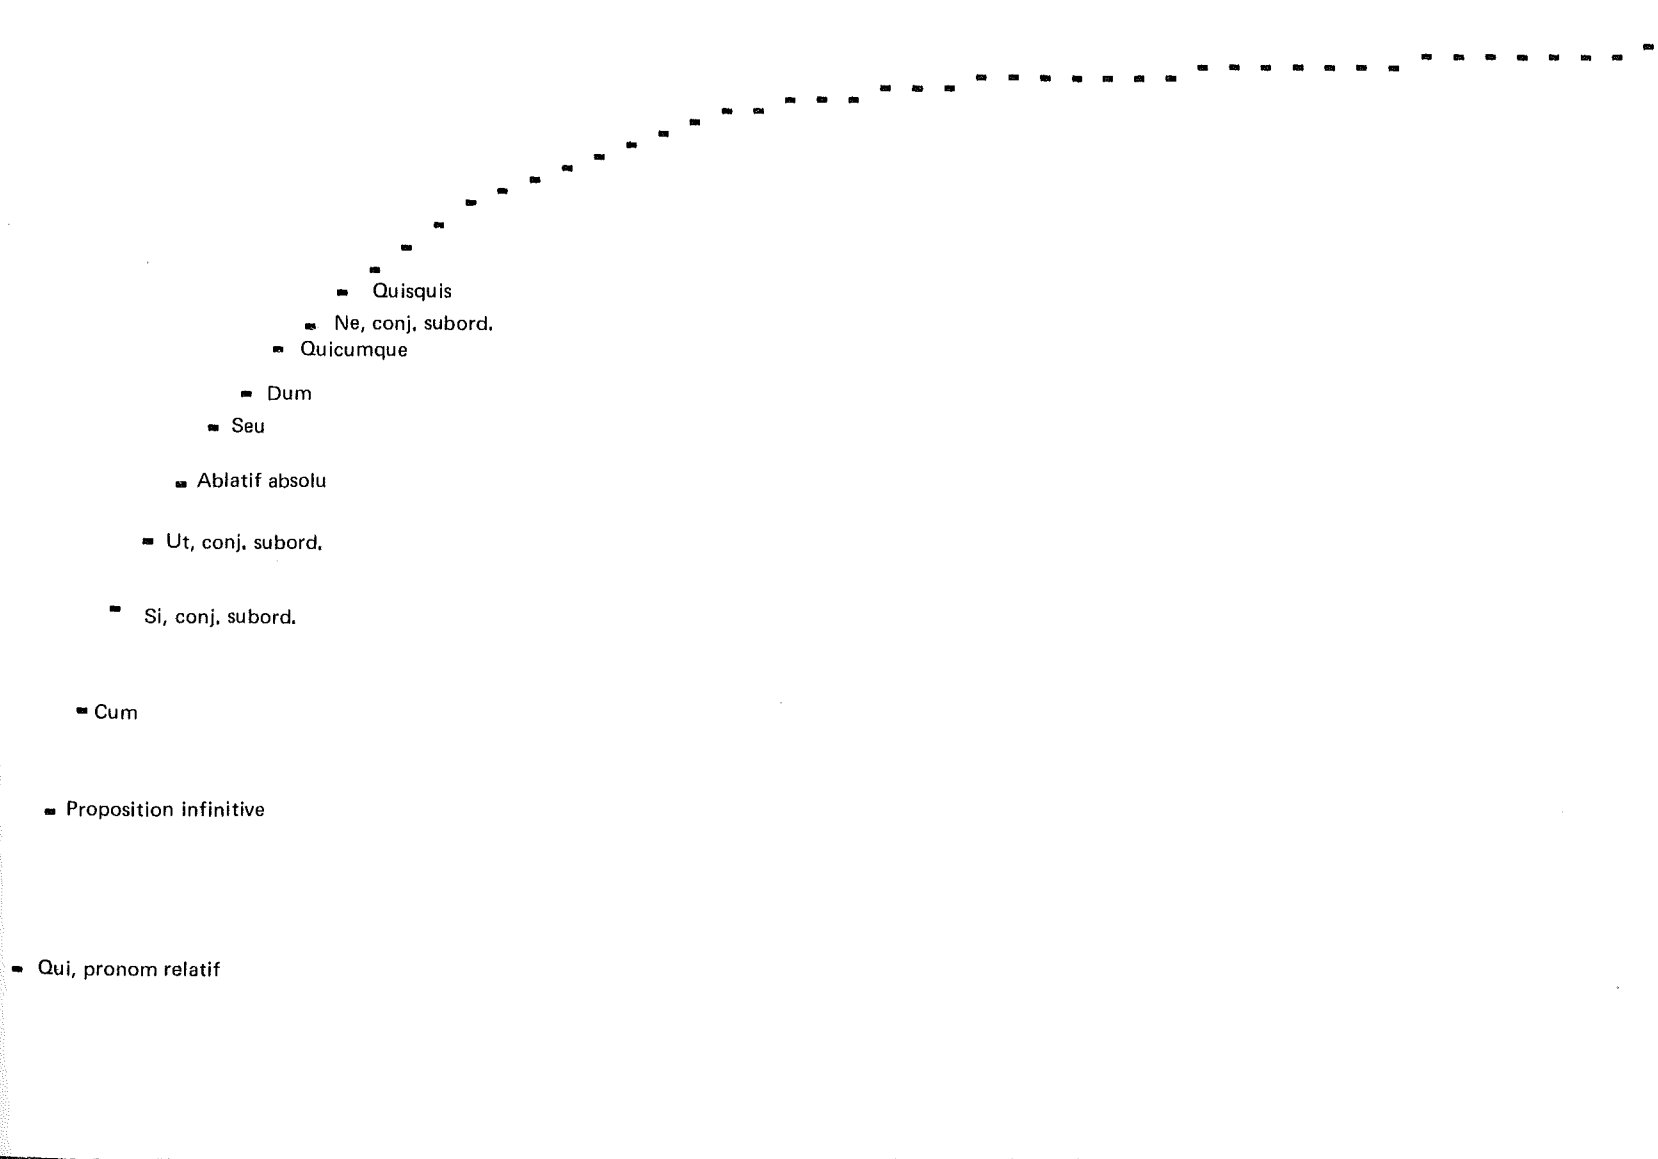 Quisquis
Ne, conj. subord.
Quicumque
Dum
Seu
Ablatif absolu
Ut, conj. subord.
Si, conj. subord.
Cum
Proposition infinitive
Qui, pronom relatif